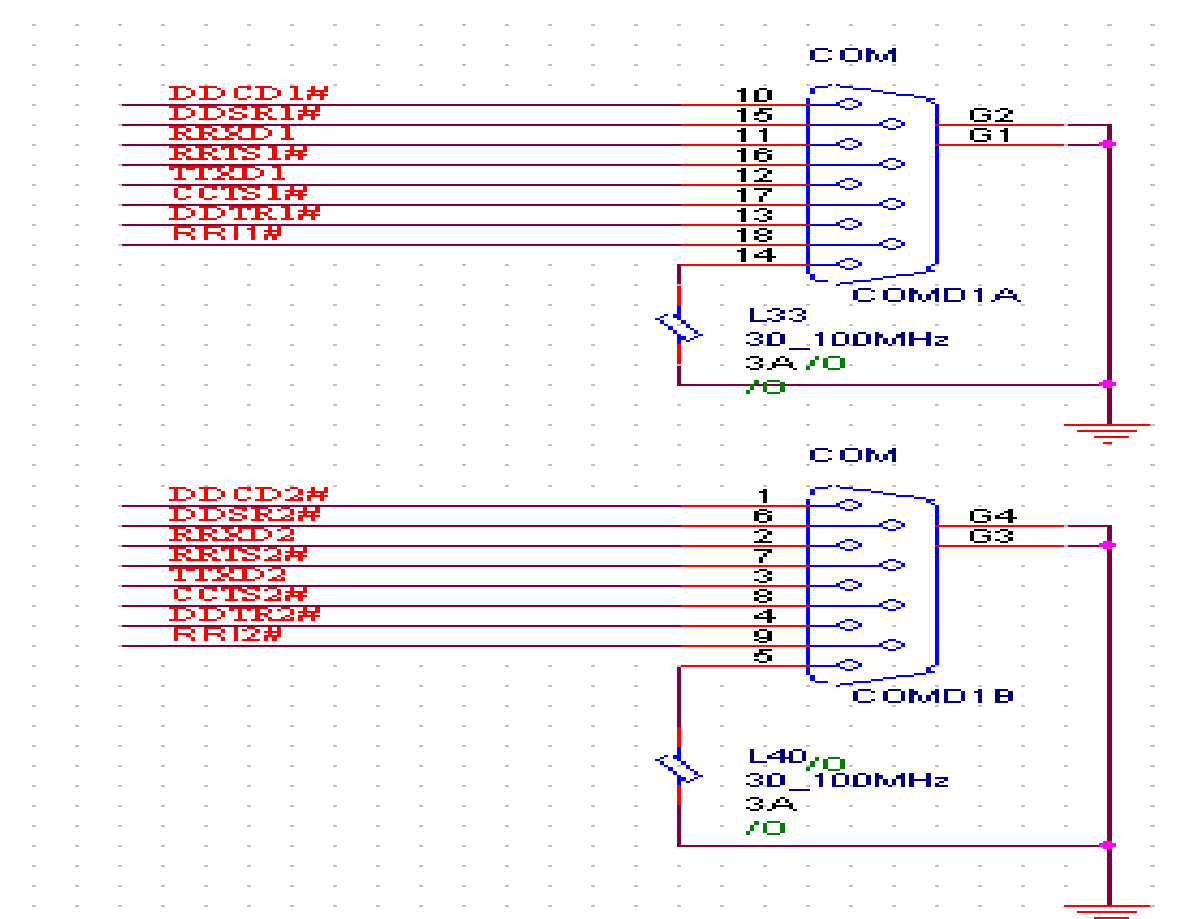 COM
DDCD1# 10
DDSR1# 15 G2
RRXD1 11 G1
RRTS1# 16
TTXD1 12
CCTS1# 17
DDTR1# 13
RRI1# 18
14
COMD1A
L33
30_100MHz
3A /O
/O
COM
DDCD2# 1
DDSR2# 6 G4
RRXD2 2 G3
RRTS2# 7
TTXD2 3
CCTS2# 8
DDTR2# 4
RRI2# 9
5
COMD1B
L40 /O
30_100MHz
3A
/O